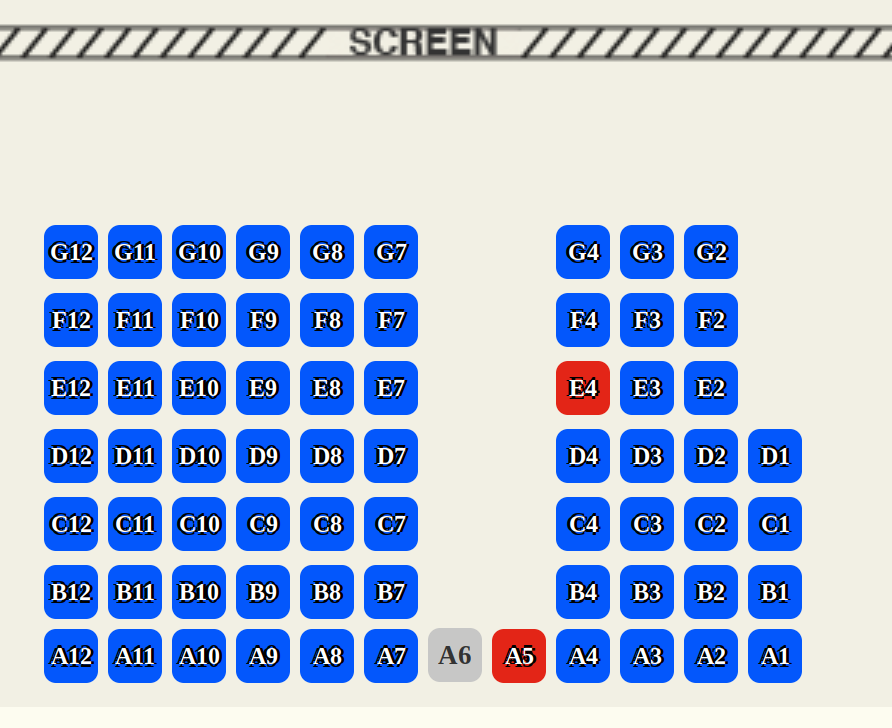 SCREEN
G12 G11 G10 G9 G8 G7 G4 G3 G2
F12 F11 F10 F9 F8 F7 F4 F3 F2
E12 E11 E10 E9 E8 E7 E4 E3 E2
D12 D11 D10 D9 D8 D7 D4 D3 D2 D1
C12 C11 C10 C9 C8 C7 C4 C3 C2 C1
B12 B11 B10 B9 B8 B7 B4 B3 B2 B1
A12 A11 A10 A9 A8 A7 A6 A5 A4 A3 A2 A1